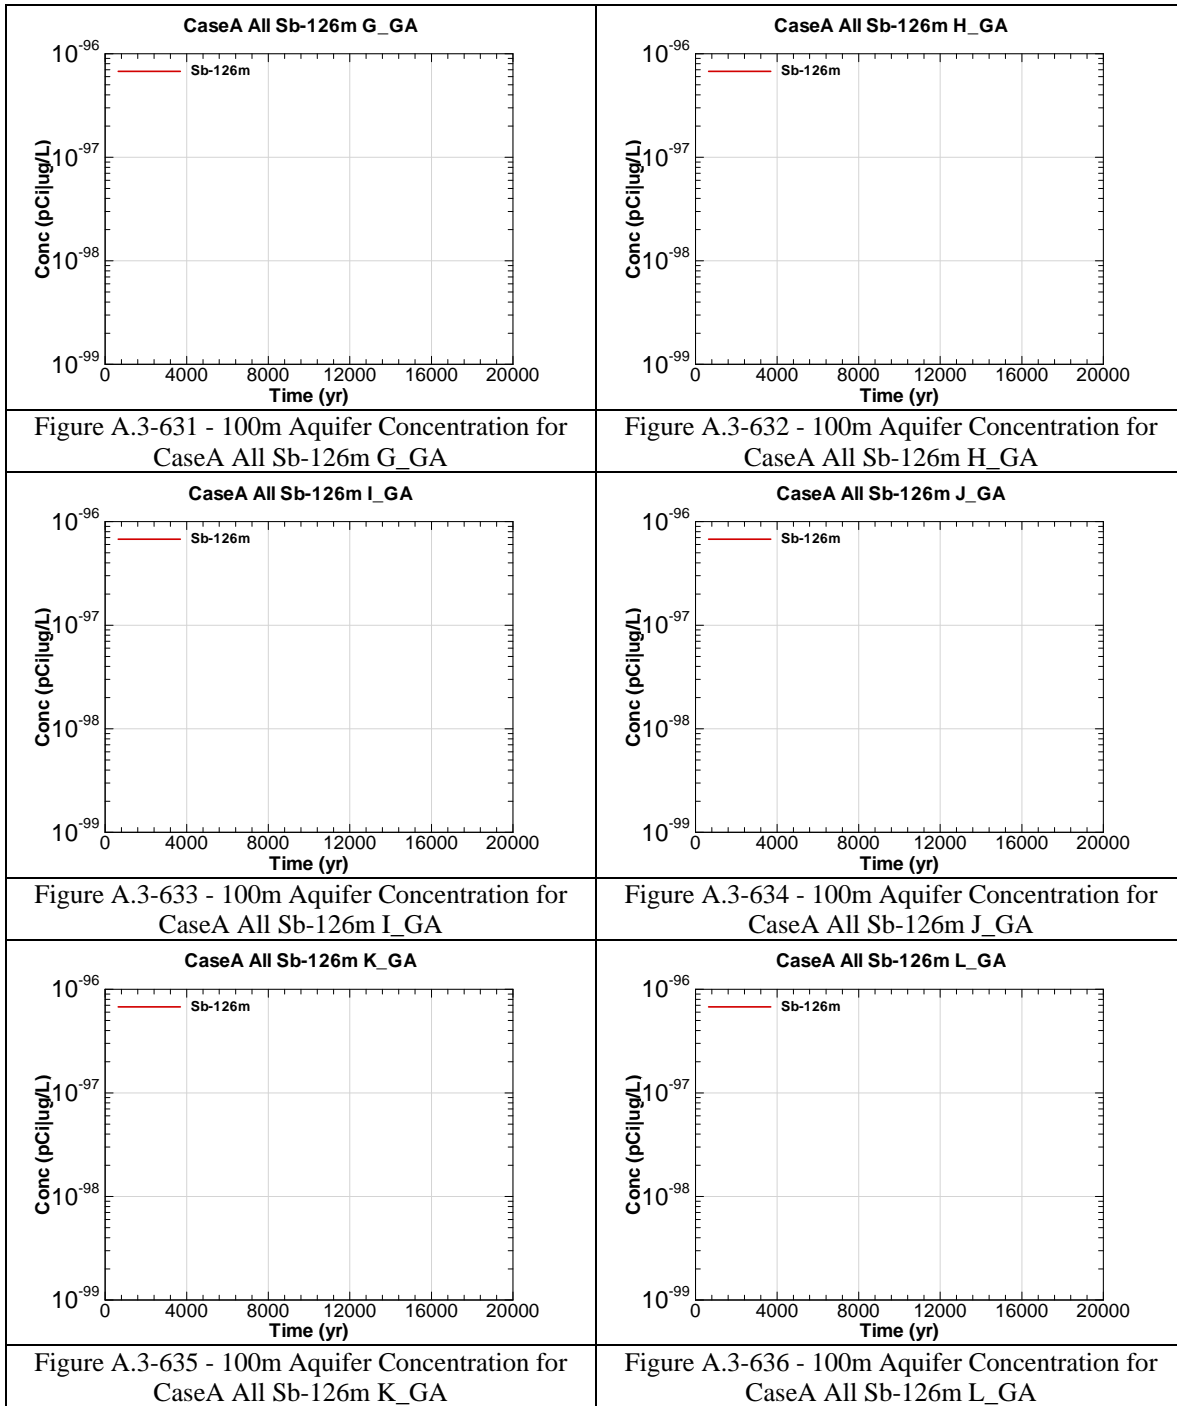 CaseA All Sb-126m G_GA
10-96
Sb-126m
10-97
Conc (pCi|ug/L)
10-98
10-99
0 4000 8000 12000 16000 20000
Time (yr)
Figure A.3-631 - 100m Aquifer Concentration for
CaseA All Sb-126m G_GA
CaseA All Sb-126m H_GA
10-96
Sb-126m
10-97
Conc (pCi|ug/L)
10-98
10-99
0 4000 8000 12000 16000 20000
Time (yr)
Figure A.3-632 - 100m Aquifer Concentration for
CaseA All Sb-126m H_GA
CaseA All Sb-126m I_GA
10-96
Sb-126m
10-97
Conc (pCi|ug/L)
10-98
10-99
0 4000 8000 12000 16000 20000
Time (yr)
Figure A.3-633 - 100m Aquifer Concentration for
CaseA All Sb-126m I_GA
CaseA All Sb-126m J_GA
10-96
Sb-126m
10-97
Conc (pCi|ug/L)
10-98
10-99
0 4000 8000 12000 16000 20000
Time (yr)
Figure A.3-634 - 100m Aquifer Concentration for
CaseA All Sb-126m J_GA
CaseA All Sb-126m K_GA
10-96
Sb-126m
10-97
Conc (pCi|ug/L)
10-98
10-99
0 4000 8000 12000 16000 20000
Time (yr)
Figure A.3-635 - 100m Aquifer Concentration for
CaseA All Sb-126m K_GA
CaseA All Sb-126m L_GA
10-96
Sb-126m
10-97
Conc (pCi|ug/L)
10-98
10-99
0 4000 8000 12000 16000 20000
Time (yr)
Figure A.3-636 - 100m Aquifer Concentration for
CaseA All Sb-126m L_GA